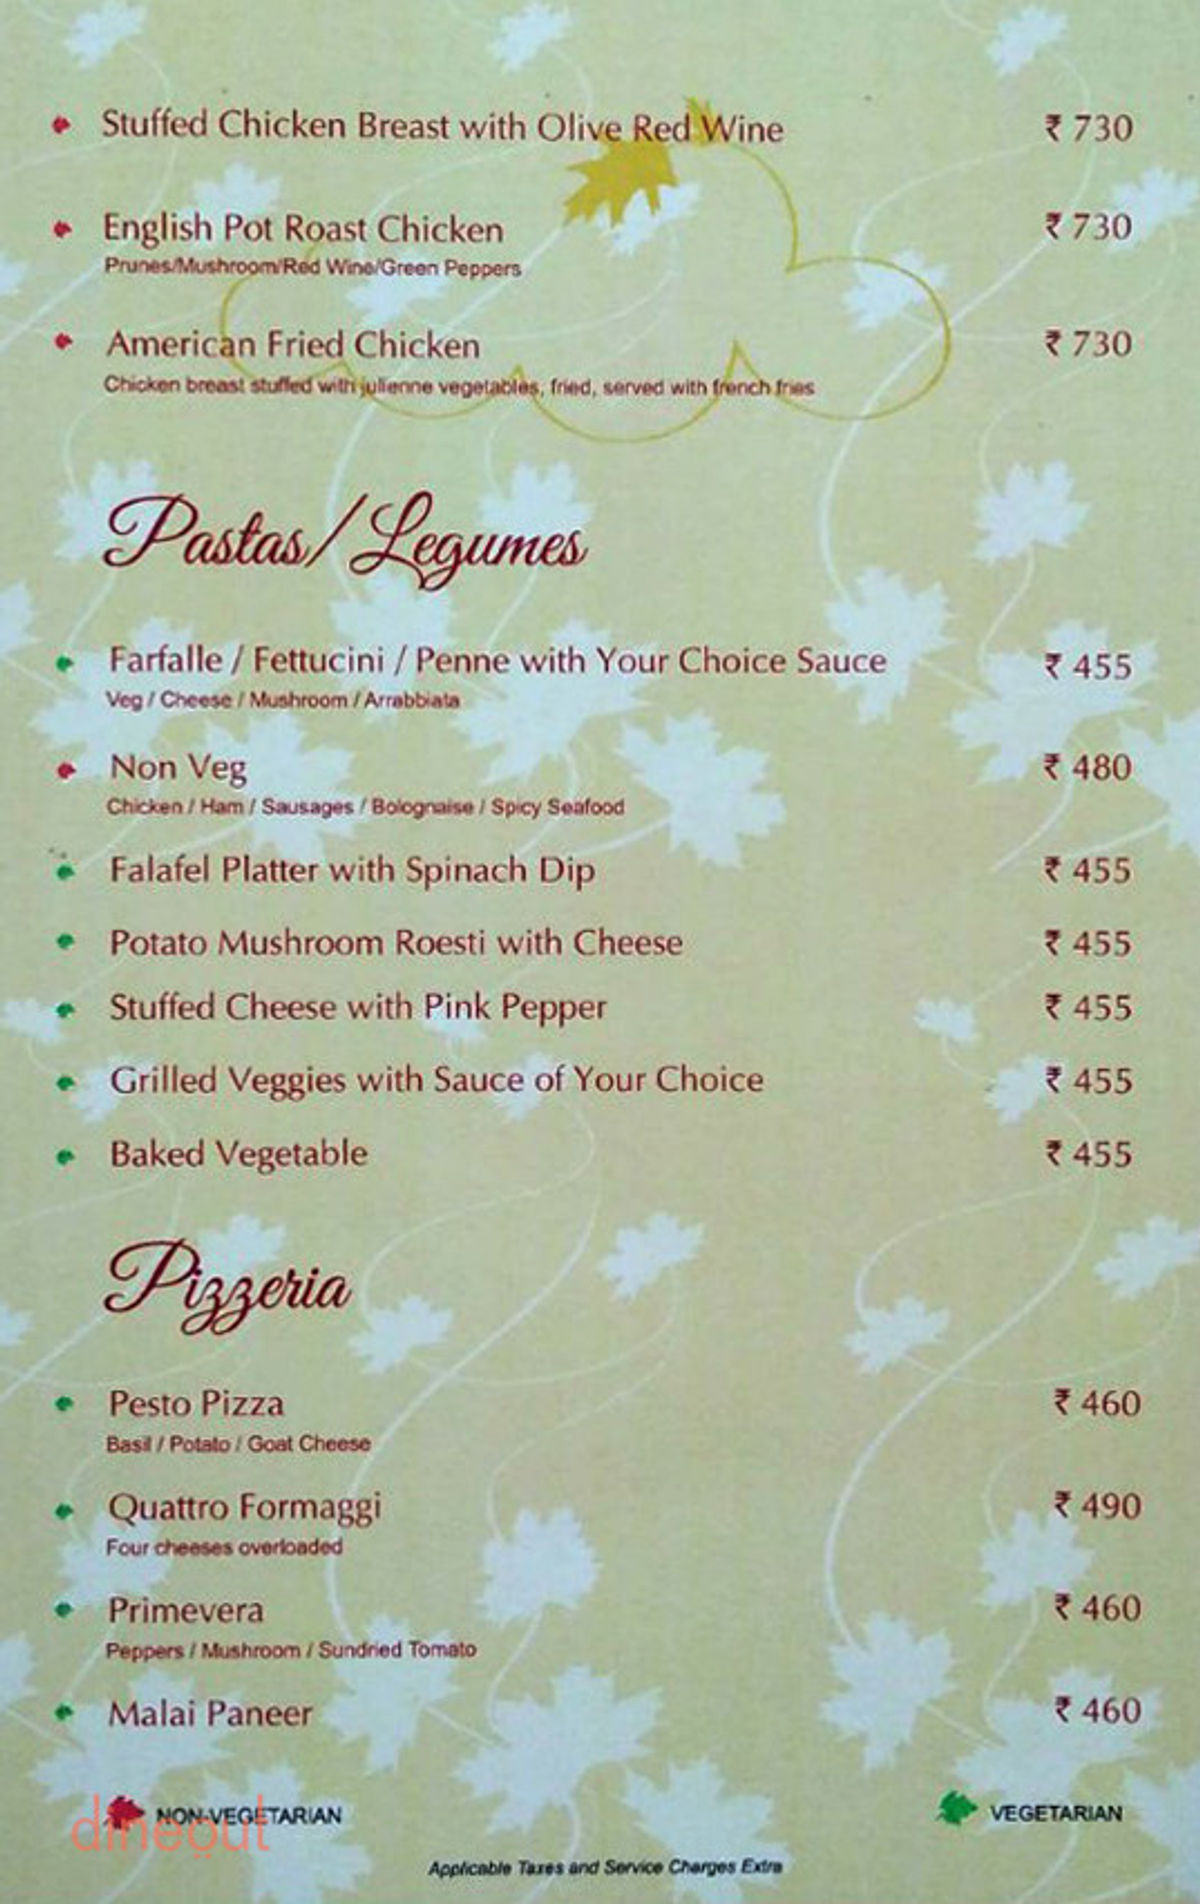 Stuffed Chicken Breast with Olive Red Wine ₹ 730
English Pot Roast Chicken ₹ 730
Prunes/Mushroom/Red Wine/Green Peppers
American Fried Chicken ₹ 730
Chicken breast stuffed with julienne vegetables, fried, served with french fries
Pastas/Legumes
Farfalle / Fettucini / Penne with Your Choice Sauce ₹ 455
Veg / Cheese / Mushroom / Arrabbiata
Non Veg ₹ 480
Chicken / Ham / Sausages / Bolognaise / Spicy Seafood
Falafel Platter with Spinach Dip ₹ 455
Potato Mushroom Roesti with Cheese ₹ 455
Stuffed Cheese with Pink Pepper ₹ 455
Grilled Veggies with Sauce of Your Choice ₹ 455
Baked Vegetable ₹ 455
Pizzeria
Pesto Pizza ₹ 460
Basil / Potato / Goat Cheese
Quattro Formaggi ₹ 490
Four cheeses overloaded
Primevera ₹ 460
Peppers / Mushroom / Sundried Tomato
Malai Paneer ₹ 460
NON-VEGETARIAN VEGETARIAN
dineout
Applicable Taxes and Service Charges Extra